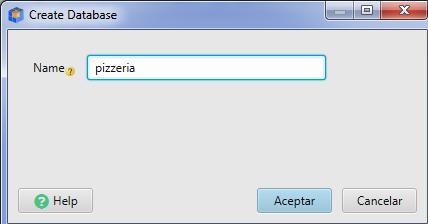 Create Database
Name ? pizzeria
? Help Aceptar Cancelar